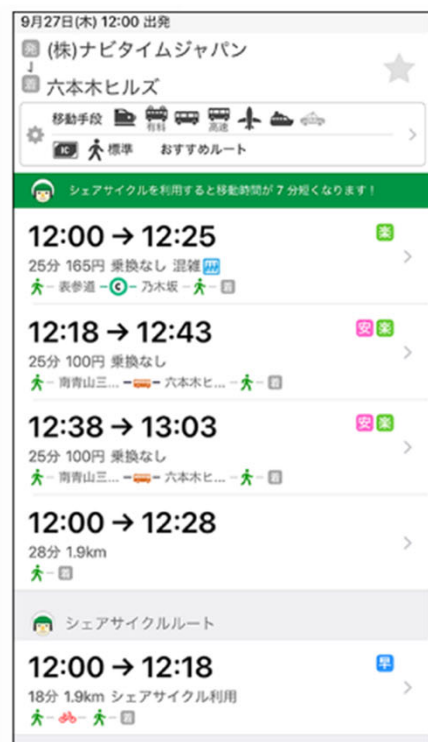 9月27日(木) 12:00 出発
発 (株)ナビタイムジャパン
着 六本木ヒルズ
移動手段 有料 高速
IC 標準 おすすめルート
シェアサイクルを利用すると移動時間が 7 分短くなります！
12:00 → 12:25 楽
25分 165円 乗換なし 混雑
表参道 - C - 乃木坂 - 着
12:18 → 12:43 安 楽
25分 100円 乗換なし
南青山三... 六本木ヒ... 着
12:38 → 13:03 安 楽
25分 100円 乗換なし
南青山三... 六本木ヒ... 着
12:00 → 12:28
28分 1.9km
着
シェアサイクルルート
12:00 → 12:18 早
18分 1.9km シェアサイクル利用
着